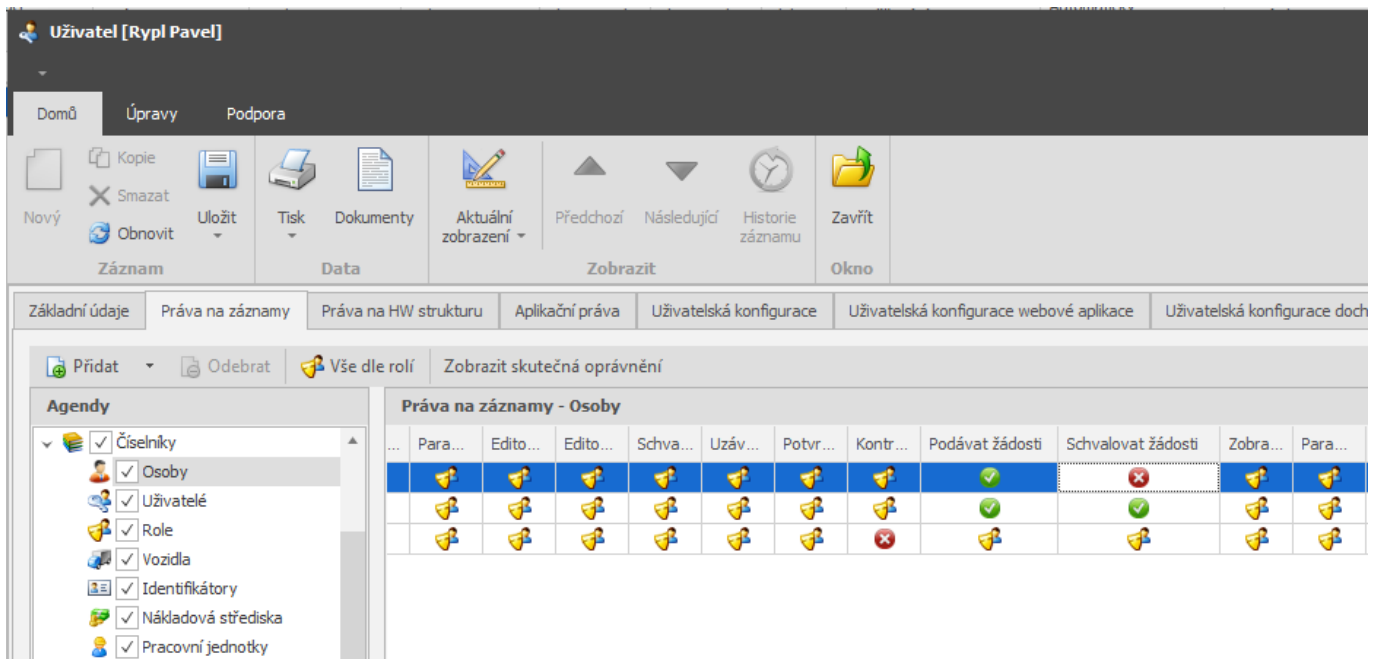 Uživatel [Rypl Pavel]
Domů Úpravy Podpora
Nový
Kopie
Smazat
Obnovit
Uložit
Tisk
Dokumenty
Aktuální
zobrazení
Předchozí
Následující
Historie
záznamu
Zavřít
Záznam Data Zobrazit Okno
Základní údaje Práva na záznamy Práva na HW strukturu Aplikační práva Uživatelská konfigurace Uživatelská konfigurace webové aplikace Uživatelská konfigurace doch
Přidat Odebrat Vše dle rolí Zobrazit skutečná oprávnění
Agendy
Číselníky
Osoby
Uživatelé
Role
Vozidla
Identifikátory
Nákladová střediska
Pracovní jednotky
Práva na záznamy - Osoby
... Para... Edito... Edito... Schva... Uzáv... Potvr... Kontr... Podávat žádosti Schvalovat žádosti Zobra... Para...